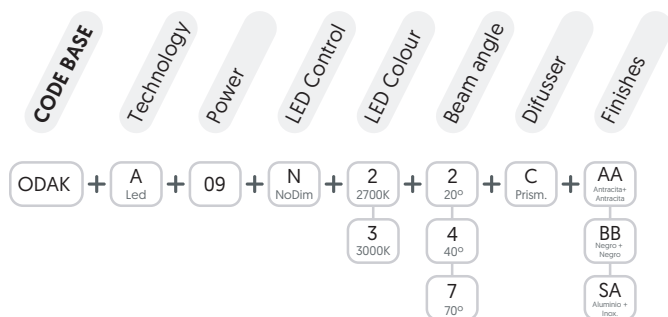 CODE BASE
Technology
Power
LED Control
LED Colour
Beam angle
Difusser
Finishes
ODAK + A + 09 + N + 2 + 2 + C + AA
Led NoDim 2700K 20º Prism. Antracita+
Antracita
3 4 BB
3000K 40º Negro +
Negro
7 SA
70º Aluminio +
Inox.